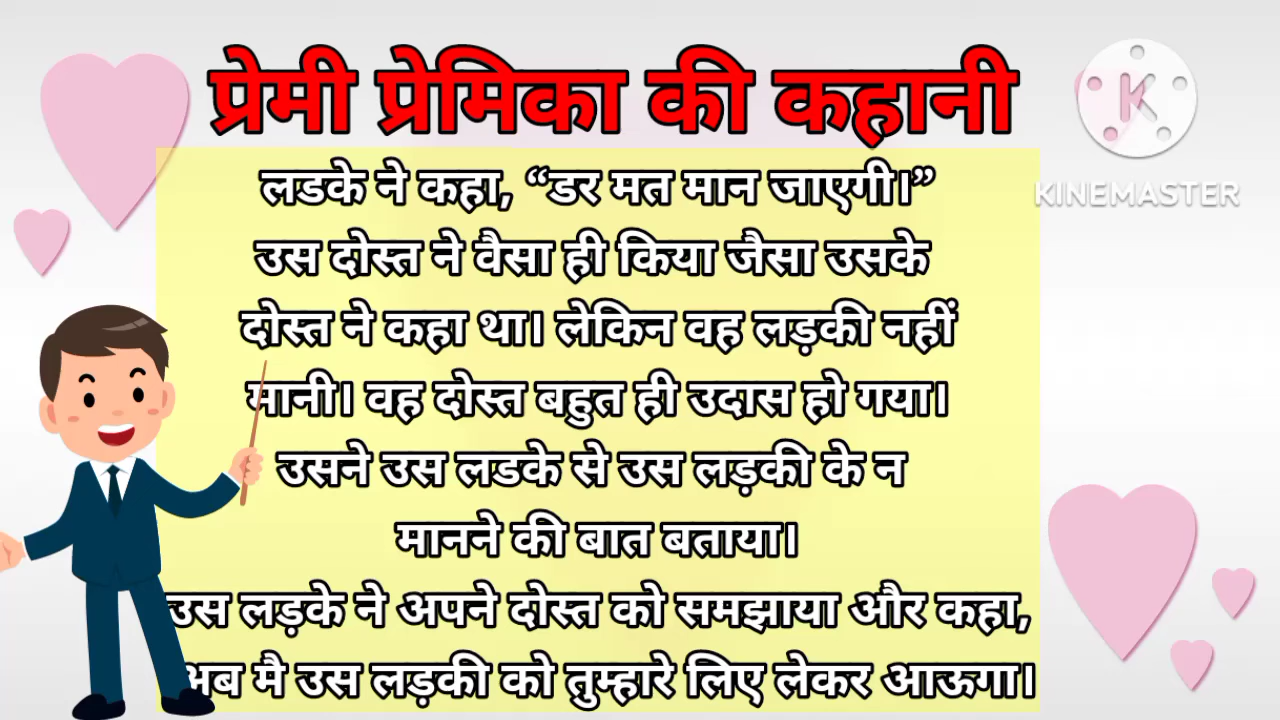 प्रेमी प्रेमिका की कहानी
लडके ने कहा, “डर मत मान जाएगी।”
उस दोस्त ने वैसा ही किया जैसा उसके
दोस्त ने कहा था। लेकिन वह लड़की नहीं
मानी। वह दोस्त बहुत ही उदास हो गया।
उसने उस लडके से उस लड़की के न
मानने की बात बताया।
उस लड़के ने अपने दोस्त को समझाया और कहा,
अब मै उस लड़की को तुम्हारे लिए लेकर आऊगा।
K
KINEMASTER